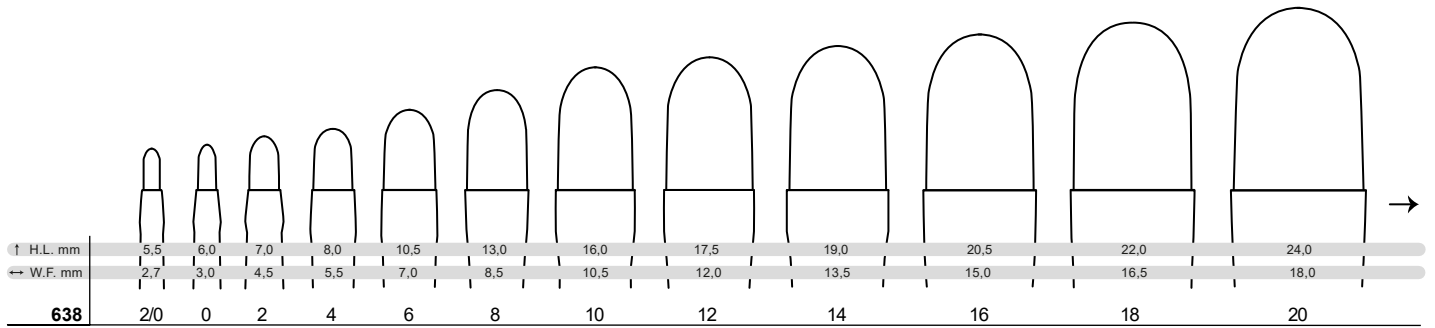 ↑ H.L. mm 5,5 6,0 7,0 8,0 10,5 13,0 16,0 17,5 19,0 20,5 22,0 24,0
↔ W.F. mm 2,7 3,0 4,5 5,5 7,0 8,5 10,5 12,0 13,5 15,0 16,5 18,0
638 2/0 0 2 4 6 8 10 12 14 16 18 20